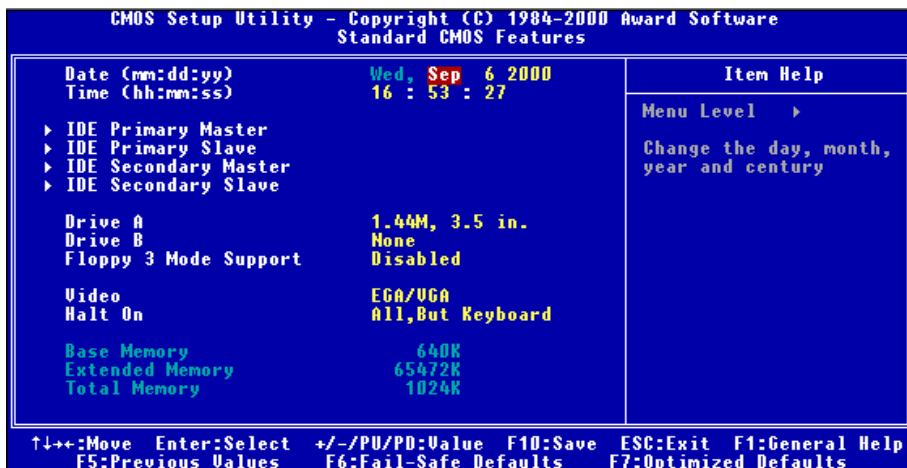 CMOS Setup Utility - Copyright (C) 1984-2000 Award Software
Standard CMOS Features
Date (mm:dd:yy) Wed, Sep 6 2000
Time (hh:mm:ss) 16 : 53 : 27
IDE Primary Master
IDE Primary Slave
IDE Secondary Master
IDE Secondary Slave
Drive A 1.44M, 3.5 in.
Drive B None
Floppy 3 Mode Support Disabled
Video EGA/VGA
Halt On All,But Keyboard
Base Memory 640K
Extended Memory 65472K
Total Memory 1024K
Item Help
Menu Level
Change the day, month,
year and century
↑↓→←:Move Enter:Select +/-/PU/PD:Value F10:Save ESC:Exit F1:General Help
F5:Previous Values F6:Fail-Safe Defaults F7:Optimized Defaults